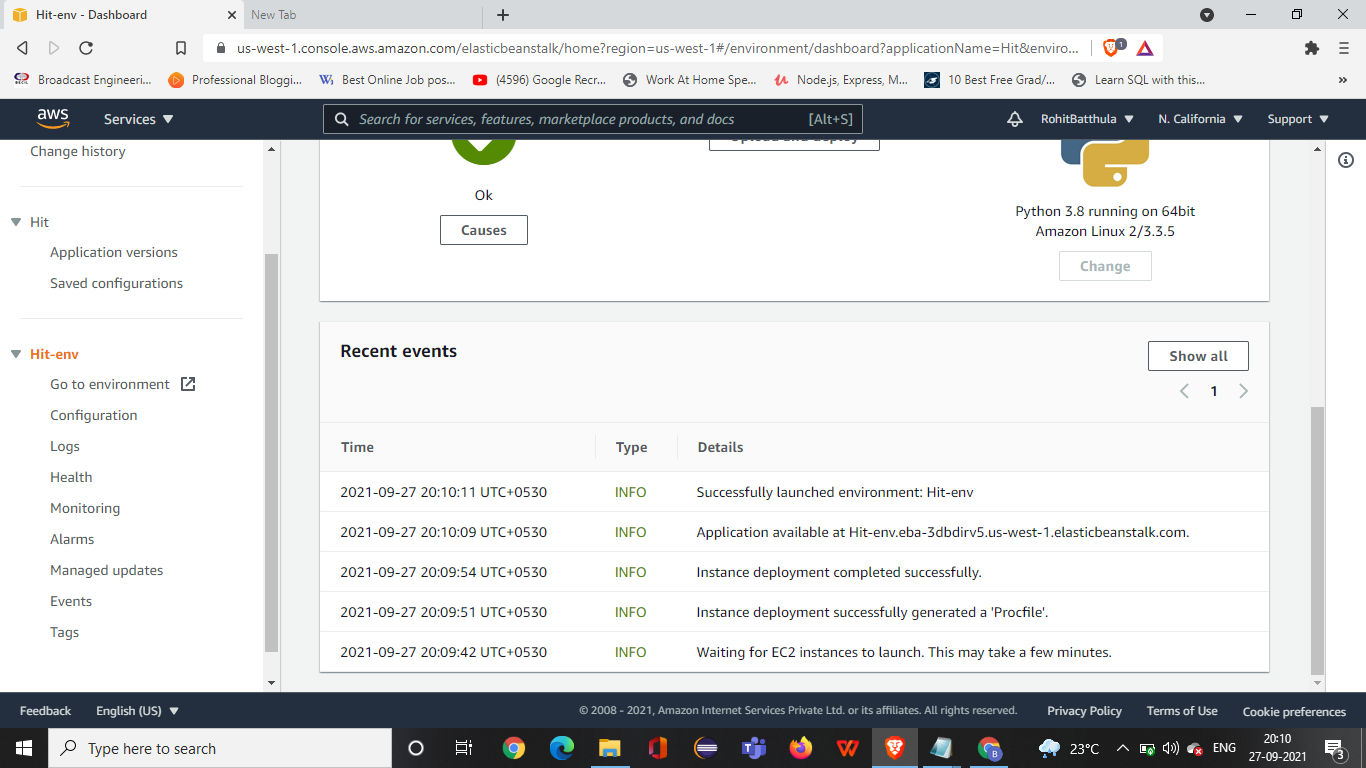 Hit-env - Dashboard
New Tab
us-west-1.console.aws.amazon.com/elasticbeanstalk/home?region=us-west-1#/environment/dashboard?applicationName=Hit&enviro...
1
Broadcast Engineeri...
Professional Bloggi...
Best Online Job pos...
(4596) Google Recr...
Work At Home Spe...
Node.js, Express, M...
10 Best Free Grad/...
Learn SQL with this...
aws
Services
Search for services, features, marketplace products, and docs
[Alt+S]
RohitBatthula
N. California
Support
Change history
Hit
Application versions
Saved configurations
Hit-env
Go to environment
Configuration
Logs
Health
Monitoring
Alarms
Managed updates
Events
Tags
Upload and deploy
Ok
Causes
Python 3.8 running on 64bit
Amazon Linux 2/3.3.5
Change
Recent events
Show all
1
Time Type Details
2021-09-27 20:10:11 UTC+0530 INFO Successfully launched environment: Hit-env
2021-09-27 20:10:09 UTC+0530 INFO Application available at Hit-env.eba-3dbdirv5.us-west-1.elasticbeanstalk.com.
2021-09-27 20:09:54 UTC+0530 INFO Instance deployment completed successfully.
2021-09-27 20:09:51 UTC+0530 INFO Instance deployment successfully generated a 'Procfile'.
2021-09-27 20:09:42 UTC+0530 INFO Waiting for EC2 instances to launch. This may take a few minutes.
Feedback
English (US)
© 2008 - 2021, Amazon Internet Services Private Ltd. or its affiliates. All rights reserved.
Privacy Policy
Terms of Use
Cookie preferences
Type here to search
23°C
ENG
20:10
27-09-2021
3